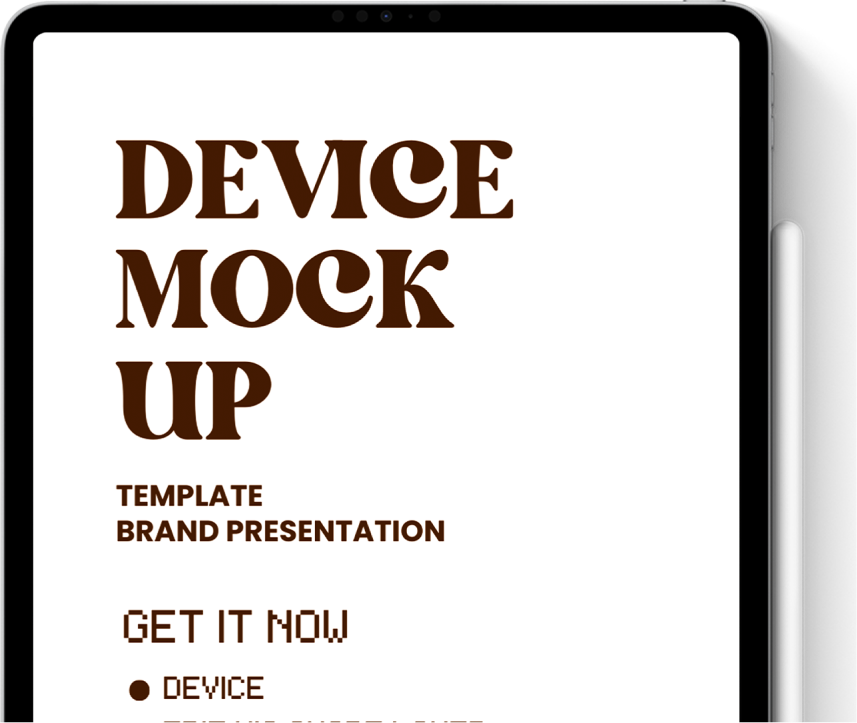 DEVICE
MOCK
UP
TEMPLATE
BRAND PRESENTATION
GET IT NOW
DEVICE